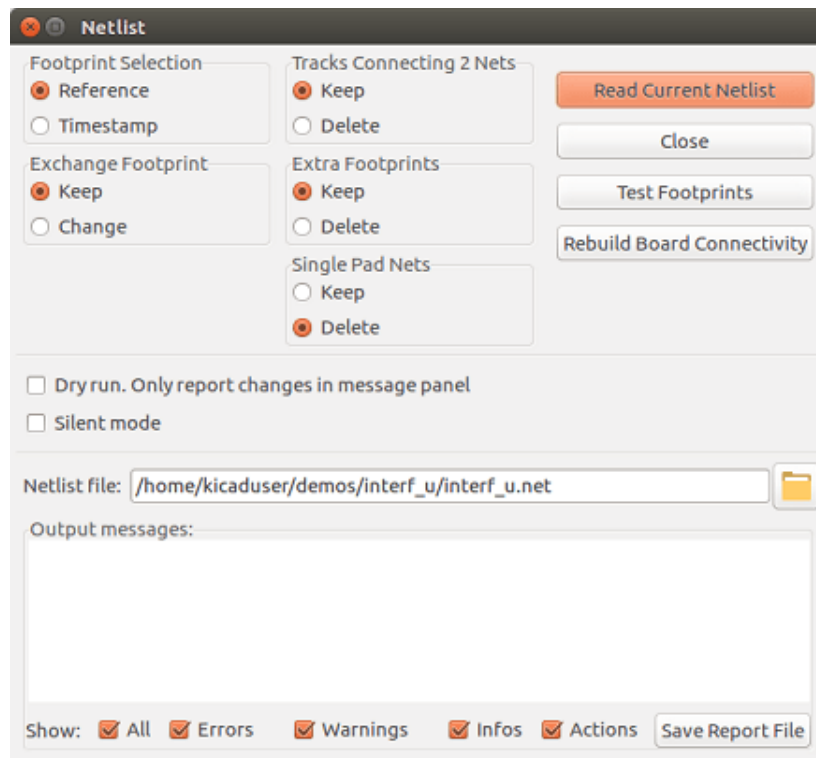 Netlist
Footprint Selection
Reference
Timestamp
Exchange Footprint
Keep
Change
Tracks Connecting 2 Nets
Keep
Delete
Extra Footprints
Keep
Delete
Single Pad Nets
Keep
Delete
Read Current Netlist
Close
Test Footprints
Rebuild Board Connectivity
Dry run. Only report changes in message panel
Silent mode
Netlist file: /home/kicaduser/demos/interf_u/interf_u.net
Output messages:
Show: All Errors Warnings Infos Actions Save Report File